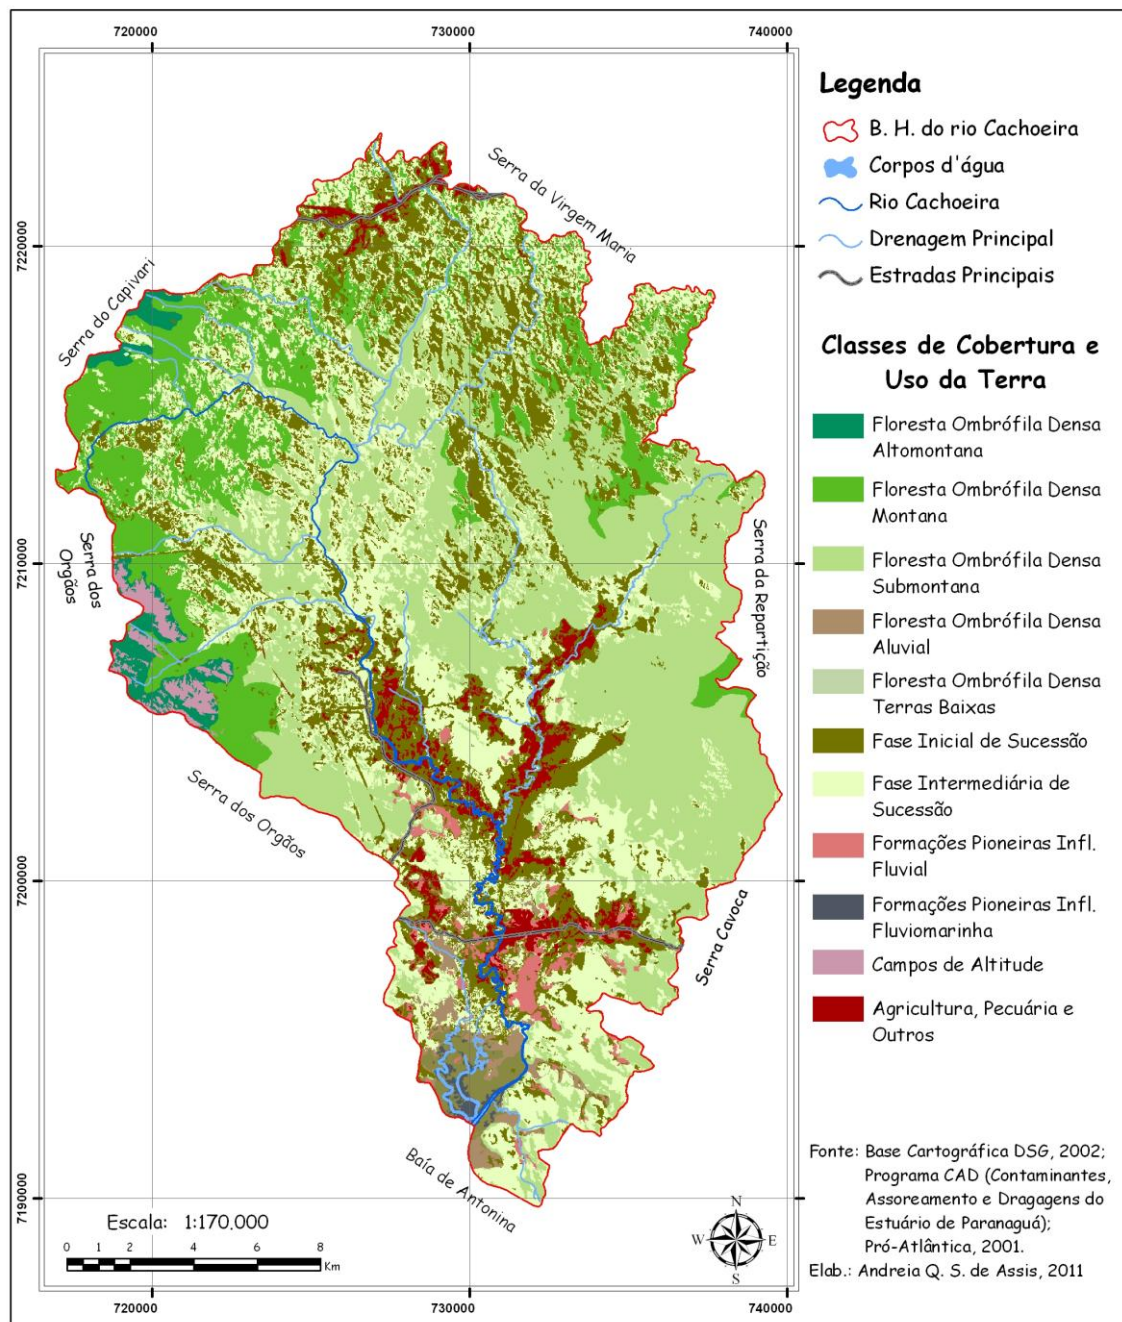 720000
730000
740000
7220000
7210000
7200000
7190000
Serra da Virgem Maria
Serra do Capivari
Serra dos
Orgãos
Serra da Repartição
Serra dos Orgãos
Serra Cavoca
Baía de Antonina
Escala: 1:170.000
0 1 2 4 6 8
Km
N
W E
S
720000
730000
740000
Legenda
B. H. do rio Cachoeira
Corpos d'água
Rio Cachoeira
Drenagem Principal
Estradas Principais
Classes de Cobertura e
Uso da Terra
Floresta Ombrófila Densa
Altomontana
Floresta Ombrófila Densa
Montana
Floresta Ombrófila Densa
Submontana
Floresta Ombrófila Densa
Aluvial
Floresta Ombrófila Densa
Terras Baixas
Fase Inicial de Sucessão
Fase Intermediária de
Sucessão
Formações Pioneiras Infl.
Fluvial
Formações Pioneiras Infl.
Fluviomarinha
Campos de Altitude
Agricultura, Pecuária e
Outros
Fonte: Base Cartográfica DSG, 2002;
Programa CAD (Contaminantes,
Assoreamento e Dragagens do
Estuário de Paranaguá);
Pró-Atlântica, 2001.
Elab.: Andreia Q. S. de Assis, 2011